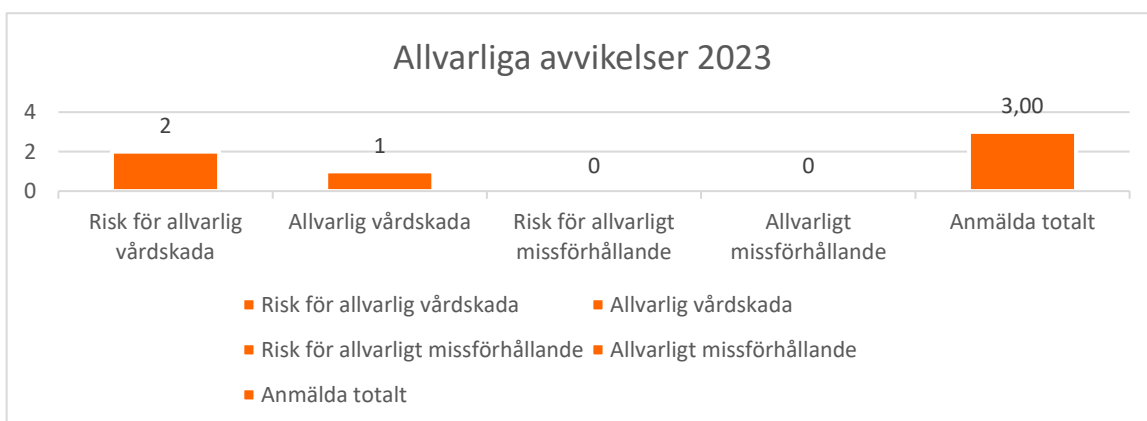 Allvarliga avvikelser 2023
4
2
0
2
1
0
0
3,00
Risk för allvarlig
vårdskada
Allvarlig vårdskada
Risk för allvarligt
missförhållande
Allvarligt
missförhållande
Anmälda totalt
Risk för allvarlig vårdskada
Allvarlig vårdskada
Risk för allvarligt missförhållande
Allvarligt missförhållande
Anmälda totalt